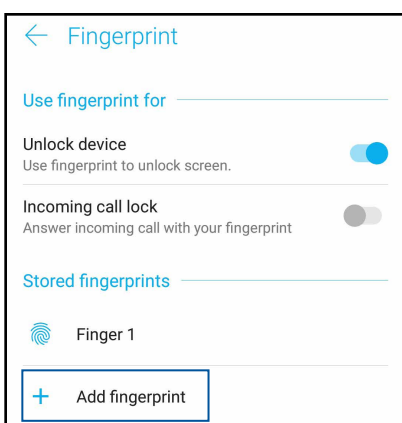 Fingerprint
Use fingerprint for
Unlock device
Use fingerprint to unlock screen.
Incoming call lock
Answer incoming call with your fingerprint
Stored fingerprints
Finger 1
Add fingerprint